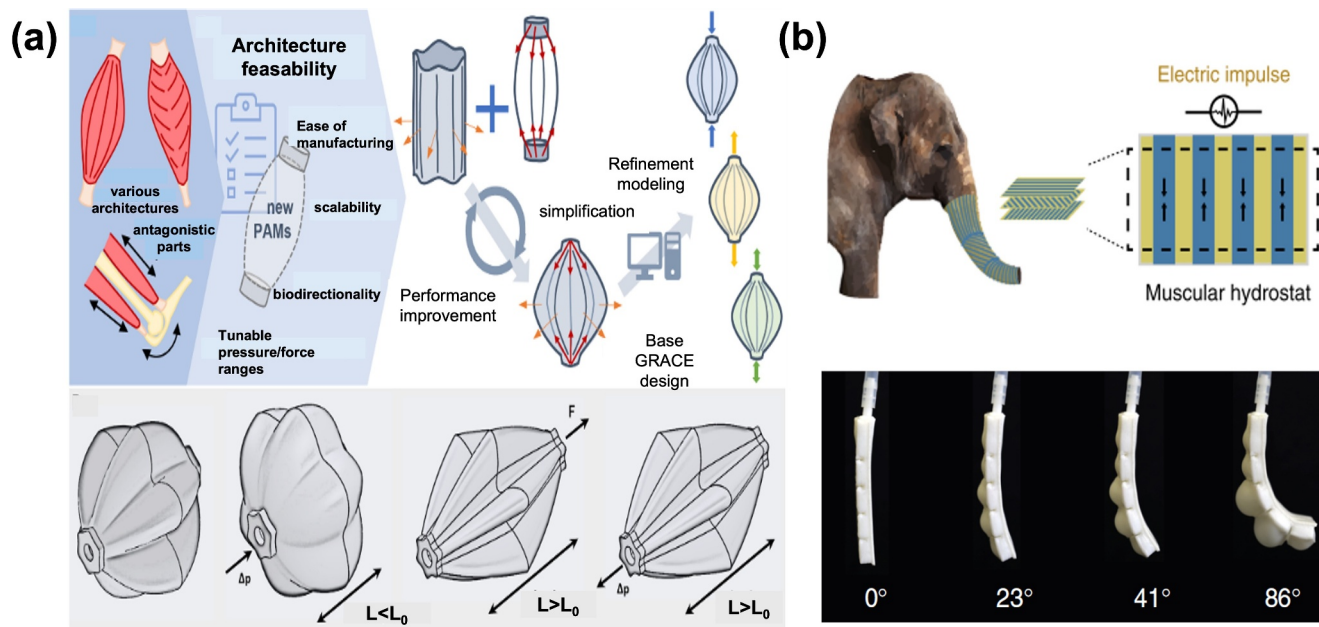 (a)
Architecture
feasability
Ease of
manufacturing
various
architectures
new
PAMs
scalability
antagonistic
parts
biodirectionality
Tunable
pressure/force
ranges
Refinement
modeling
simplification
Performance
improvement
Base
GRACE
design
F
Δp
L<L₀
L>L₀
Δp
L>L₀
(b)
Electric impulse
Muscular hydrostat
0°
23°
41°
86°